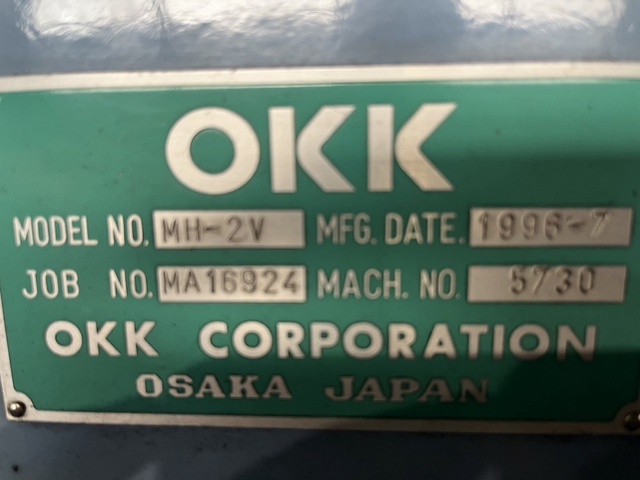 OKK
MODEL NO. MH-2V MFG. DATE. 1996-7
JOB NO. MA16924 MACH. NO. 5730
OKK CORPORATION
OSAKA JAPAN